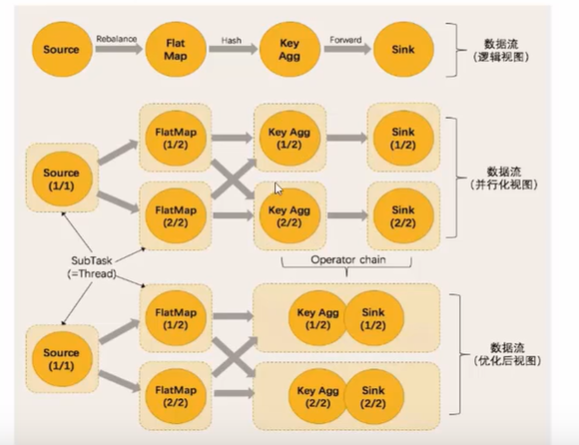 Rebalance
Hash
Forward
Source
Flat
Map
Key
Agg
Sink
数据流
(逻辑视图)
FlatMap
(1/2)
Key Agg
(1/2)
Sink
(1/2)
Source
(1/1)
数据流
(并行化视图)
FlatMap
(2/2)
Key Agg
(2/2)
Sink
(2/2)
SubTask
(=Thread)
Operator chain
FlatMap
(1/2)
Key Agg
(1/2)
Sink
(1/2)
Source
(1/1)
数据流
(优化后视图)
FlatMap
(2/2)
Key Agg
(2/2)
Sink
(2/2)